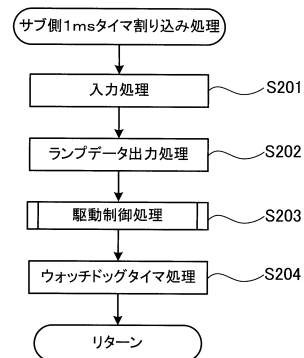 サブ側1msタイマ割り込み処理
入力処理
S201
ランプデータ出力処理
S202
駆動制御処理
S203
ウォッチドッグタイマ処理
S204
リターン